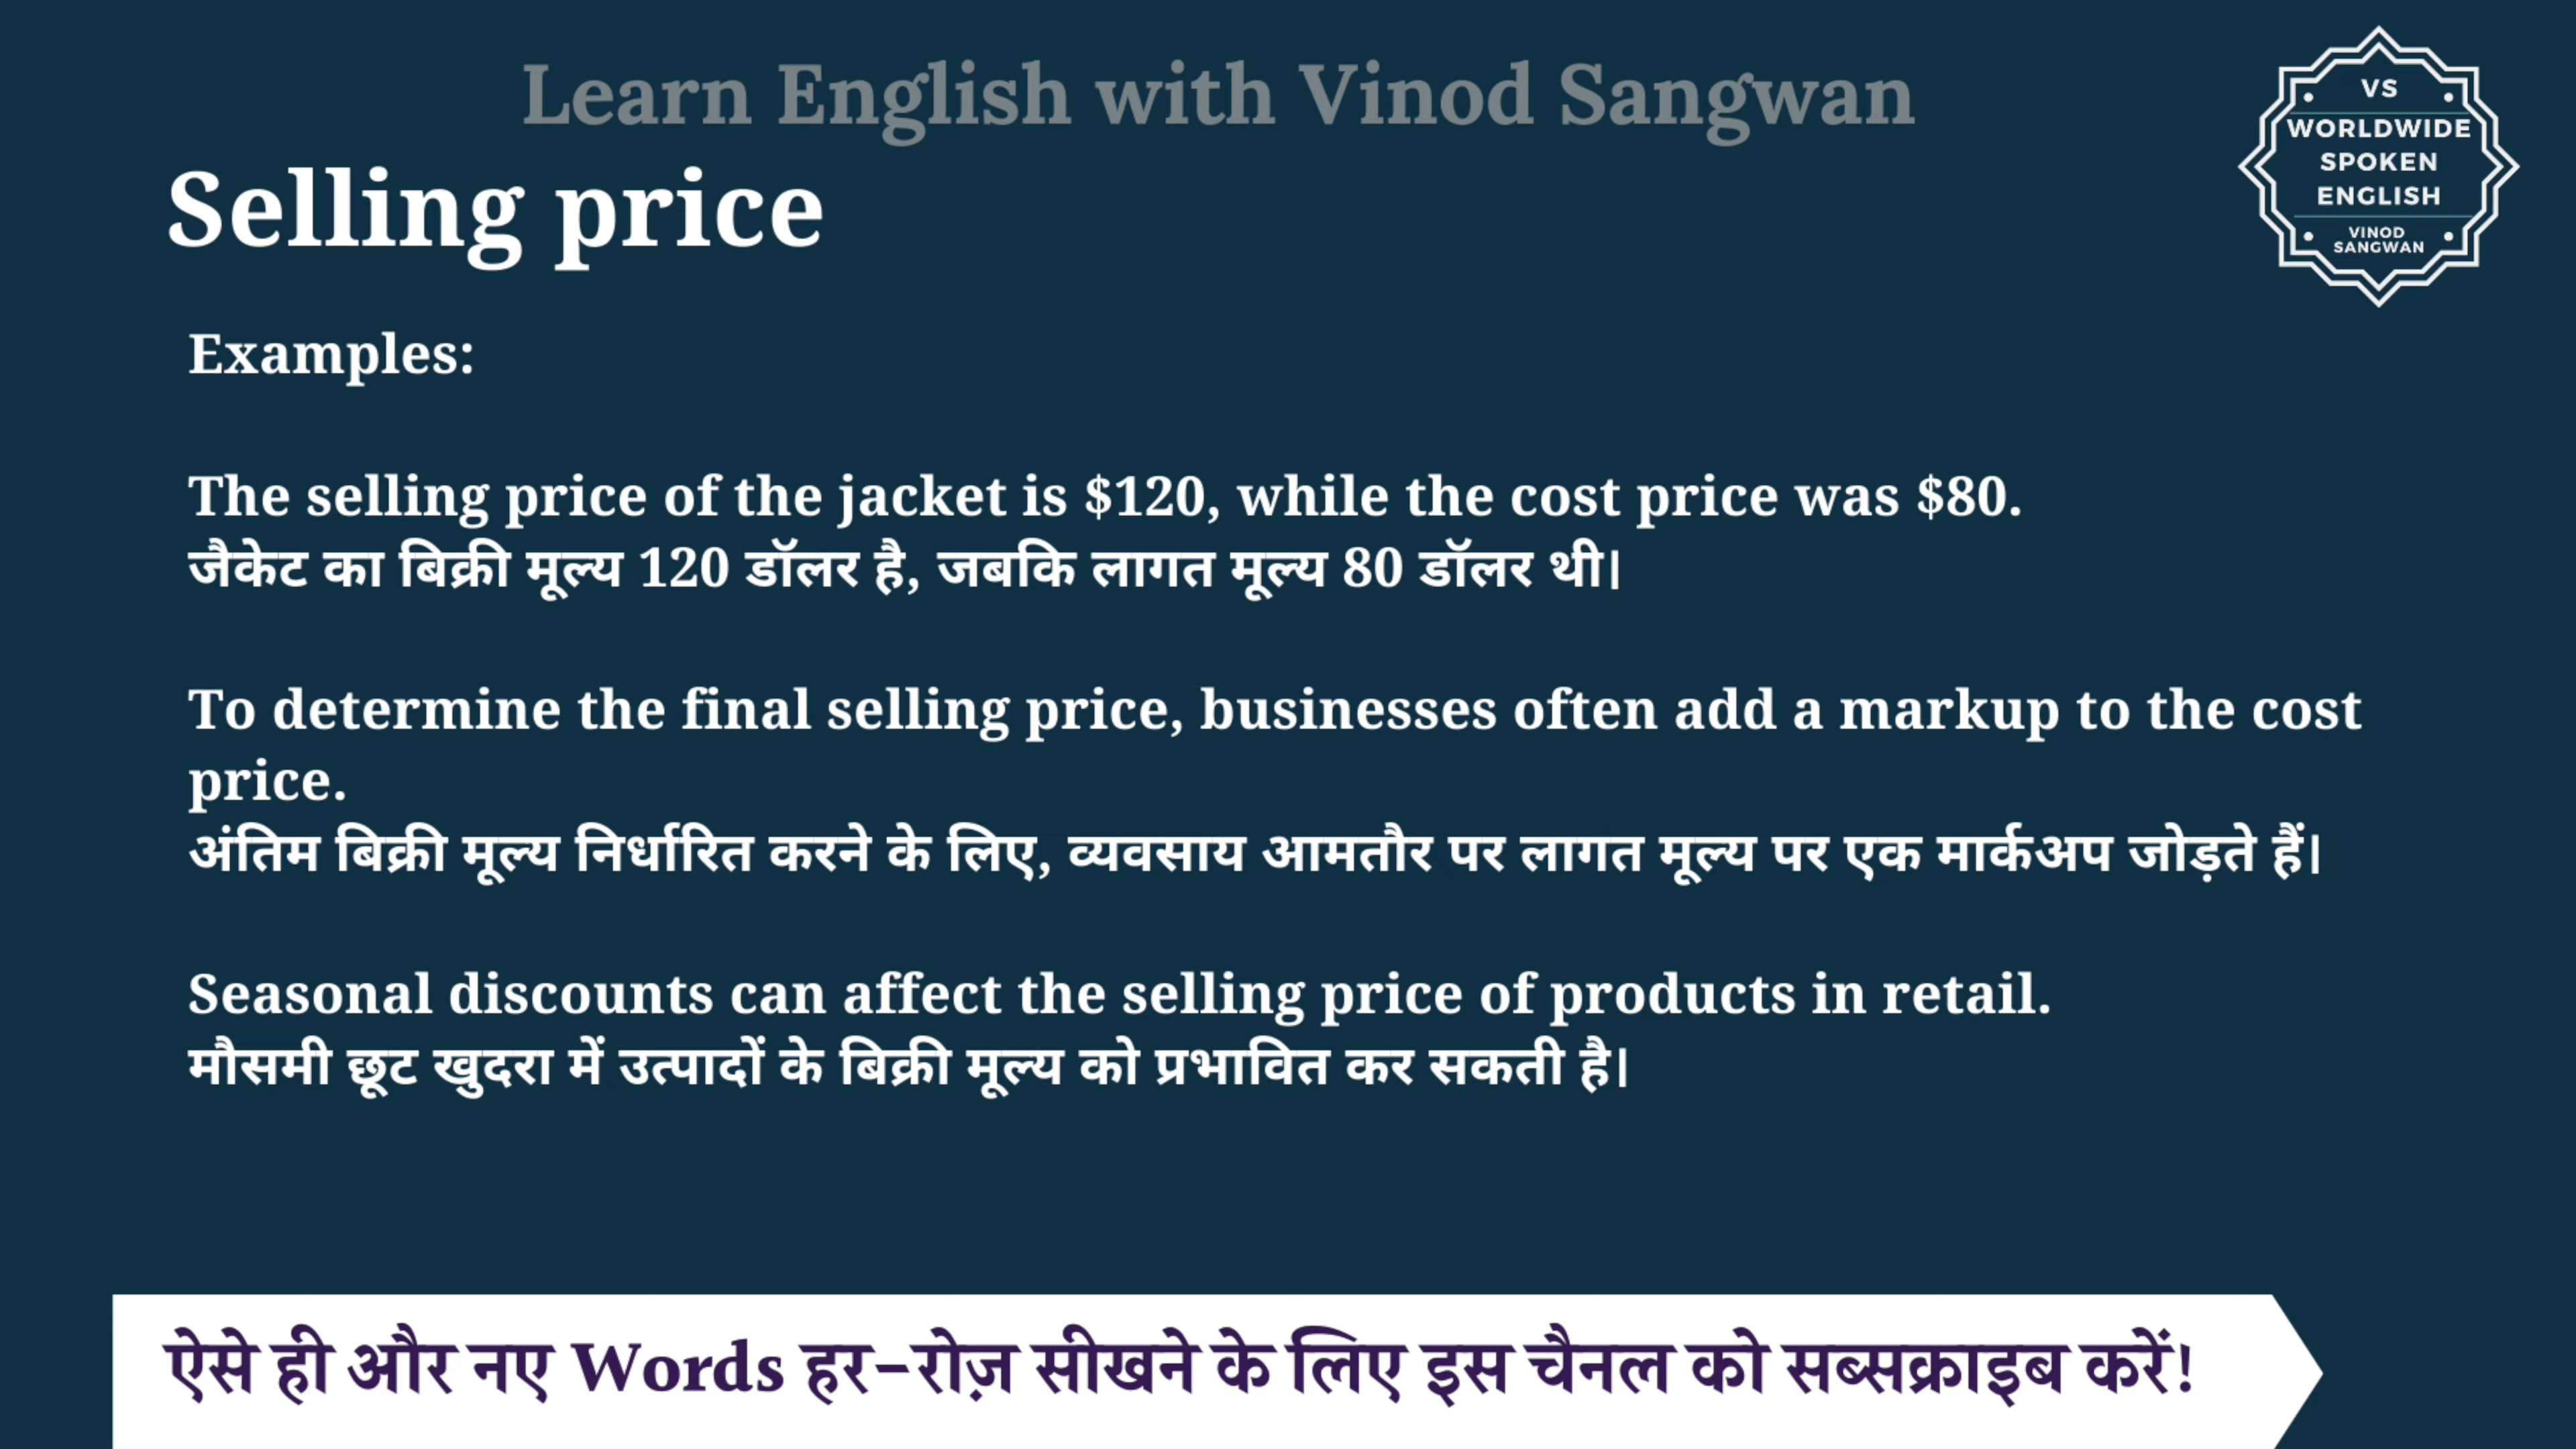 Learn English with Vinod Sangwan
VS
WORLDWIDE
SPOKEN
ENGLISH
VINOD
SANGWAN
Selling price
Examples:
The selling price of the jacket is $120, while the cost price was $80.
जैकेट का बिक्री मूल्य 120 डॉलर है, जबकि लागत मूल्य 80 डॉलर थी।
To determine the final selling price, businesses often add a markup to the cost
price.
अंतिम बिक्री मूल्य निर्धारित करने के लिए, व्यवसाय आमतौर पर लागत मूल्य पर एक मार्कअप जोड़ते हैं।
Seasonal discounts can affect the selling price of products in retail.
मौसमी छूट खुदरा में उत्पादों के बिक्री मूल्य को प्रभावित कर सकती है।
ऐसे ही और नए Words हर-रोज़ सीखने के लिए इस चैनल को सब्सक्राइब करें!